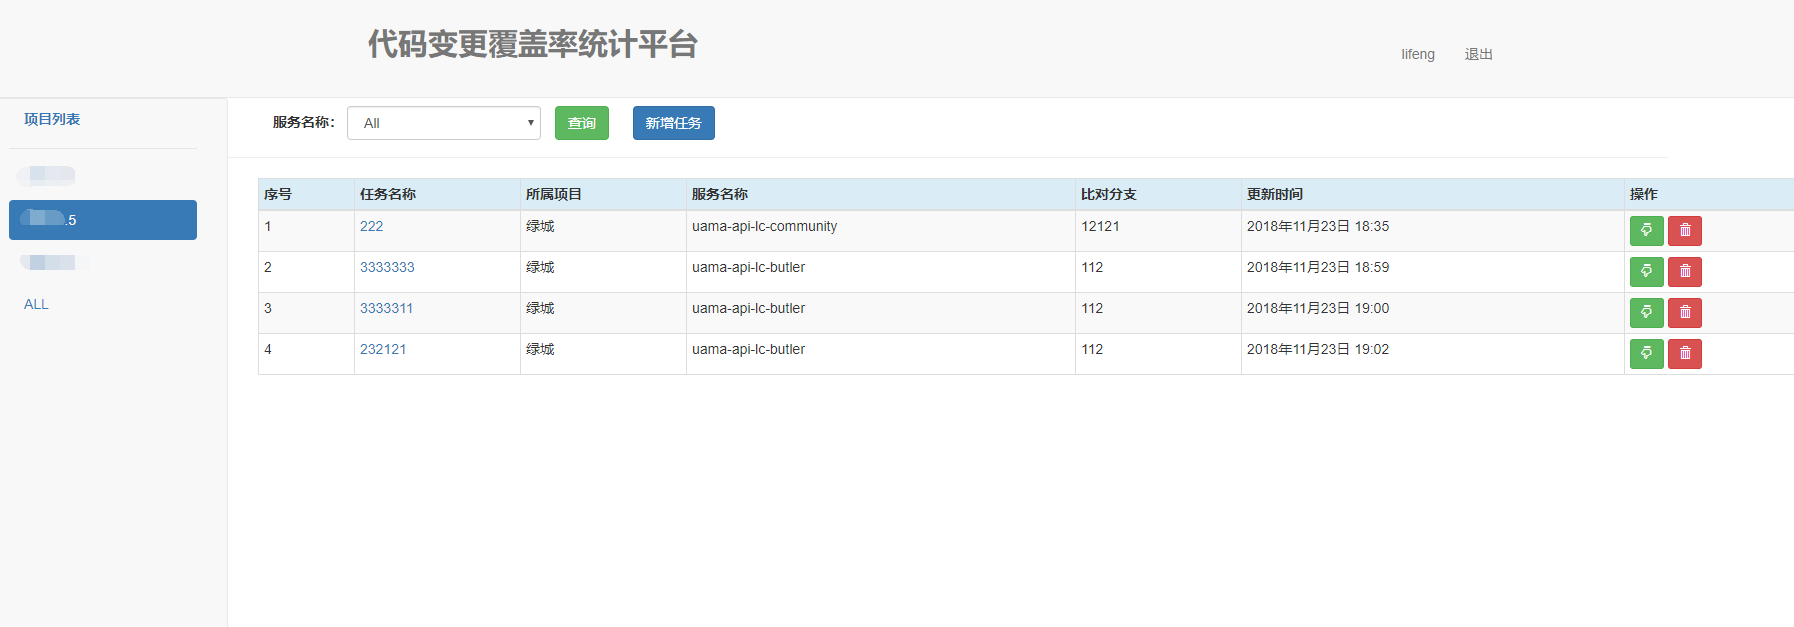 代码变更覆盖率统计平台
lifeng 退出
项目列表
.5
ALL
服务名称: All 查询 新增任务
序号 任务名称 所属项目 服务名称 比对分支 更新时间 操作
1 222 绿城 uama-api-lc-community 12121 2018年11月23日 18:35
2 3333333 绿城 uama-api-lc-butler 112 2018年11月23日 18:59
3 3333311 绿城 uama-api-lc-butler 112 2018年11月23日 19:00
4 232121 绿城 uama-api-lc-butler 112 2018年11月23日 19:02